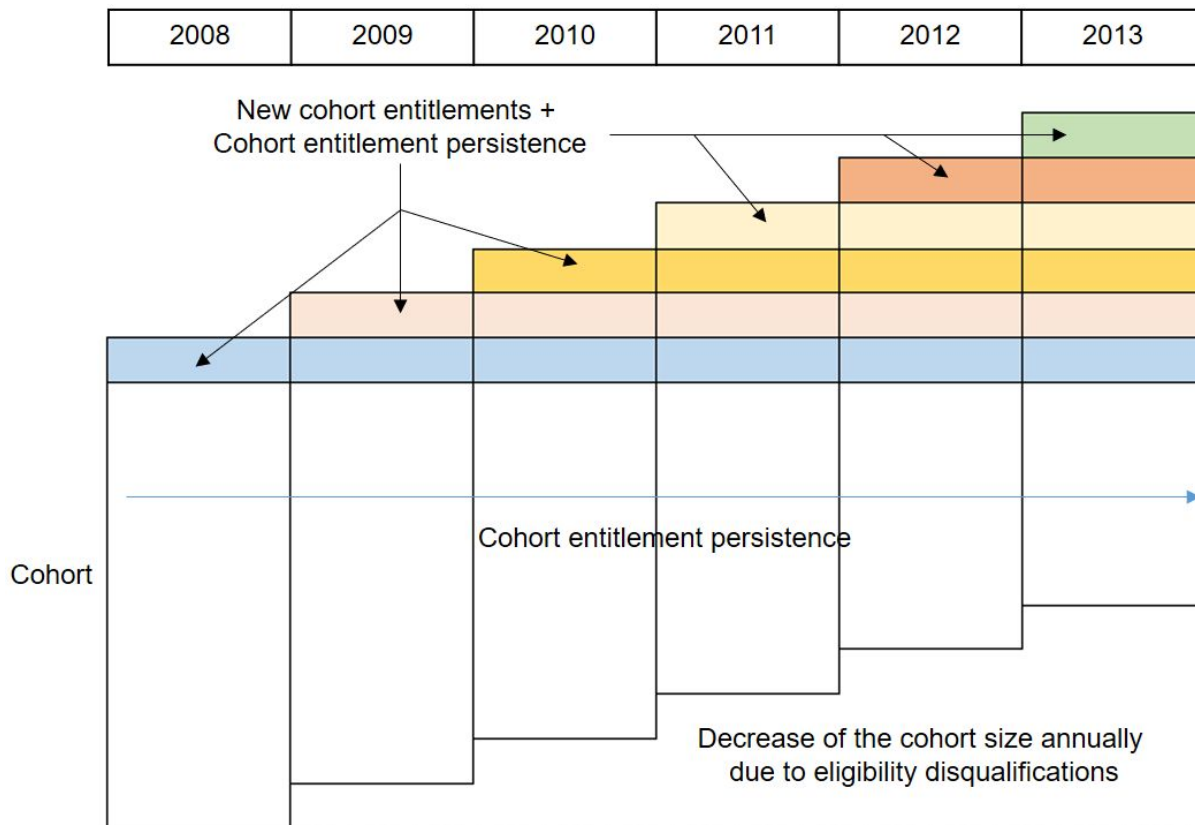 2008 2009 2010 2011 2012 2013
New cohort entitlements +
Cohort entitlement persistence
Cohort entitlement persistence
Cohort
Decrease of the cohort size annually
due to eligibility disqualifications